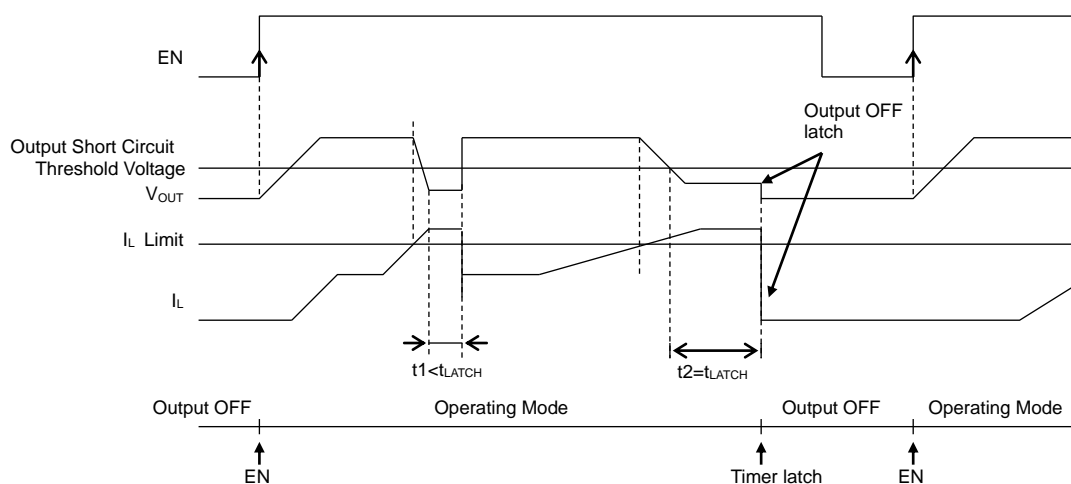 EN
Output OFF
latch
Output Short Circuit
Threshold Voltage
VOUT
IL Limit
IL
t1<tLATCH
t2=tLATCH
Output OFF
Operating Mode
Output OFF
Operating Mode
EN
Timer latch
EN